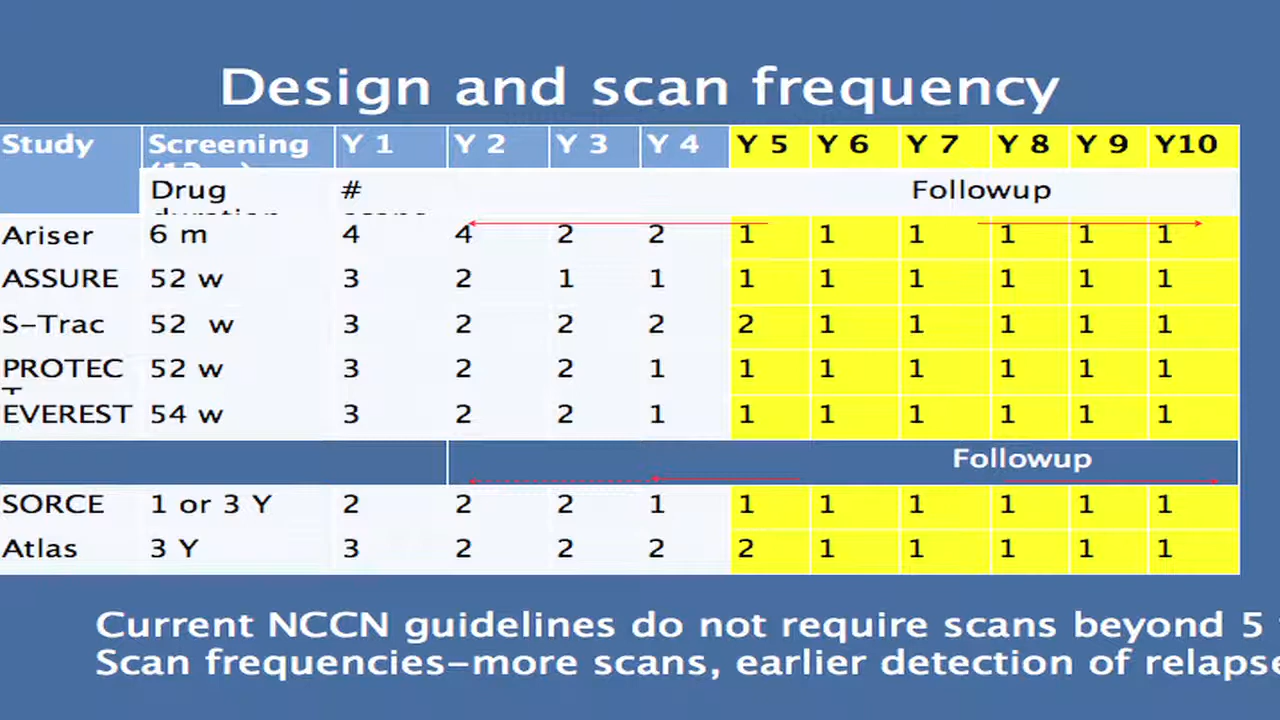 Design and scan frequency
Study Screening Y 1 Y 2 Y 3 Y 4 Y 5 Y 6 Y 7 Y 8 Y 9 Y10
Drug # Followup
Ariser 6 m 4 4 2 2 1 1 1 1 1 1
ASSURE 52 w 3 2 1 1 1 1 1 1 1 1
S-Trac 52 w 3 2 2 2 2 1 1 1 1 1
PROTEC 52 w 3 2 2 1 1 1 1 1 1 1
EVEREST 54 w 3 2 2 1 1 1 1 1 1 1
Followup
SORCE 1 or 3 Y 2 2 2 1 1 1 1 1 1 1
Atlas 3 Y 3 2 2 2 2 1 1 1 1 1
Current NCCN guidelines do not require scans beyond 5
Scan frequencies-more scans, earlier detection of relapse